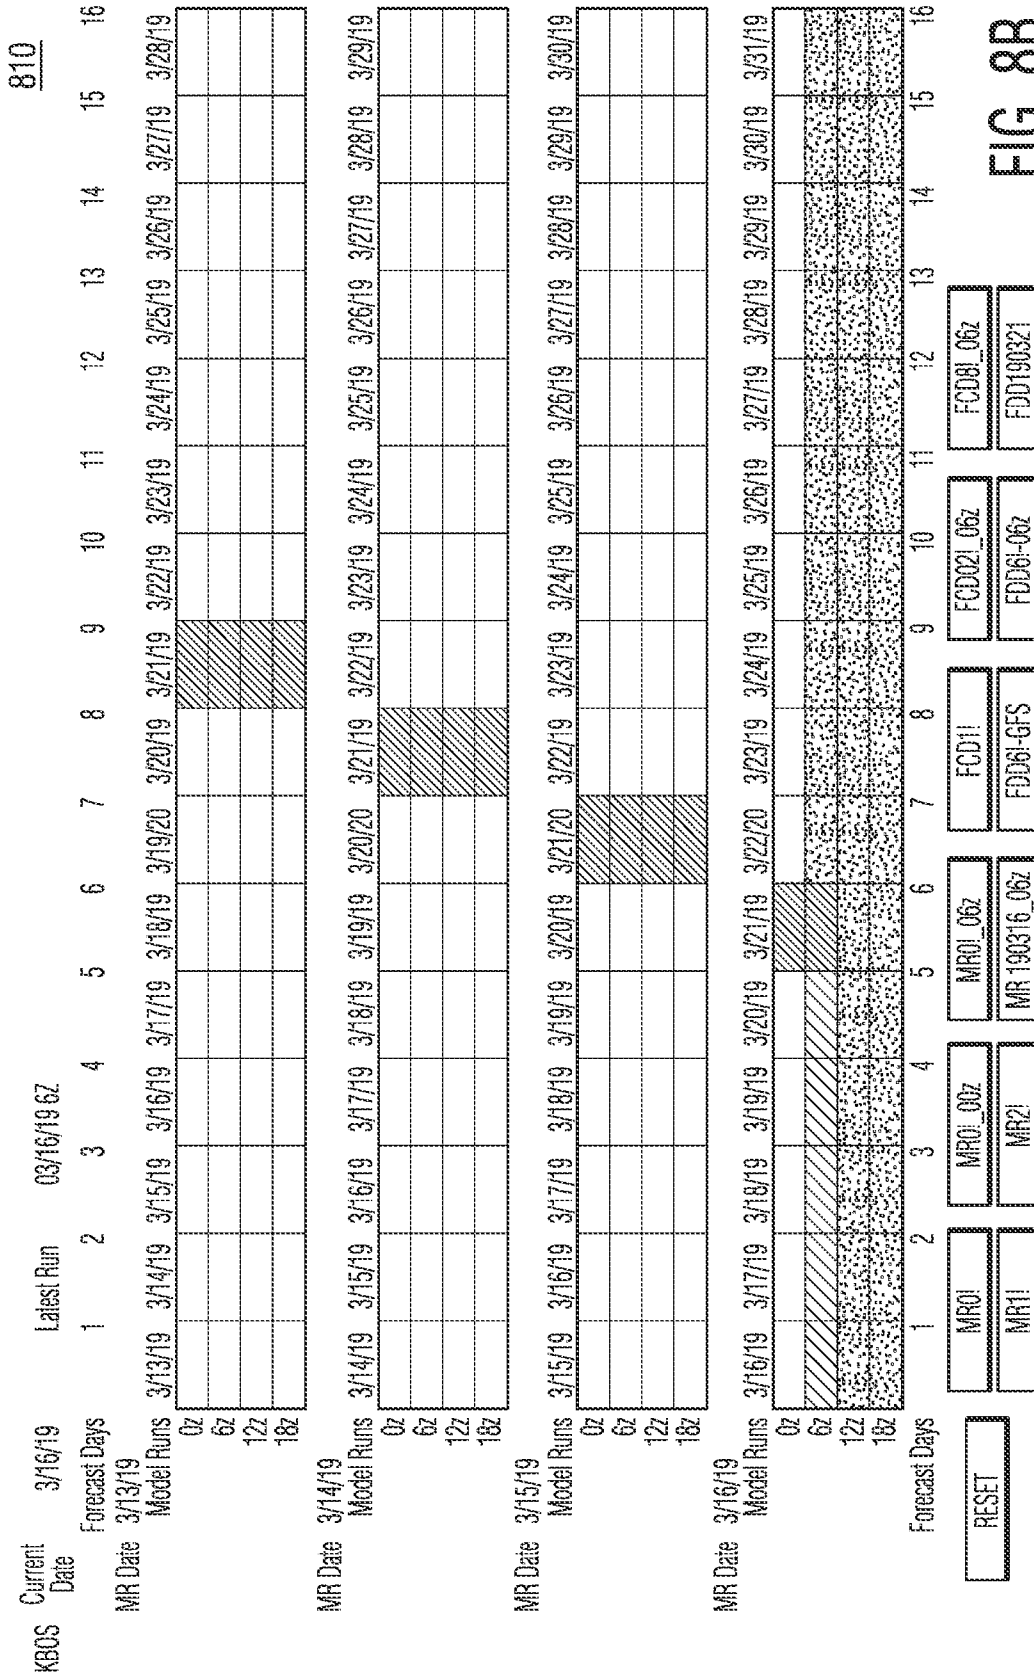 810
KBOS Current Date 3/16/19 Latest Run 03/16/19 6Z
Forecast Days 1 2 3 4 5 6 7 8 9 10 11 12 13 14 15 16
MR Date 3/13/19
Model Runs 3/13/19 3/14/19 3/15/19 3/16/19 3/17/19 3/18/19 3/19/20 3/20/19 3/21/19 3/22/19 3/23/19 3/24/19 3/25/19 3/26/19 3/27/19 3/28/19
0z
6z
12z
18z
MR Date 3/14/19
Model Runs 3/14/19 3/15/19 3/16/19 3/17/19 3/18/19 3/19/19 3/20/20 3/21/19 3/22/19 3/23/19 3/24/19 3/25/19 3/26/19 3/27/19 3/28/19 3/29/19
0z
6z
12z
18z
MR Date 3/15/19
Model Runs 3/15/19 3/16/19 3/17/19 3/18/19 3/19/19 3/20/19 3/21/20 3/22/19 3/23/19 3/24/19 3/25/19 3/26/19 3/27/19 3/28/19 3/29/19 3/30/19
0z
6z
12z
18z
MR Date 3/16/19
Model Runs 3/16/19 3/17/19 3/18/19 3/19/19 3/20/19 3/21/19 3/22/20 3/23/19 3/24/19 3/25/19 3/26/19 3/27/19 3/28/19 3/29/19 3/30/19 3/31/19
0z
6z
12z
18z
Forecast Days 1 2 3 4 5 6 7 8 9 10 11 12 13 14 15 16
RESET
MR0! MR0!_00z MR0!_06z FCD1! FCD02!_06z FCD8!_06z
MR1! MR2! MR190316_06z FDD6!-GFS FDD6!-06z FDD190321
FIG. 8B